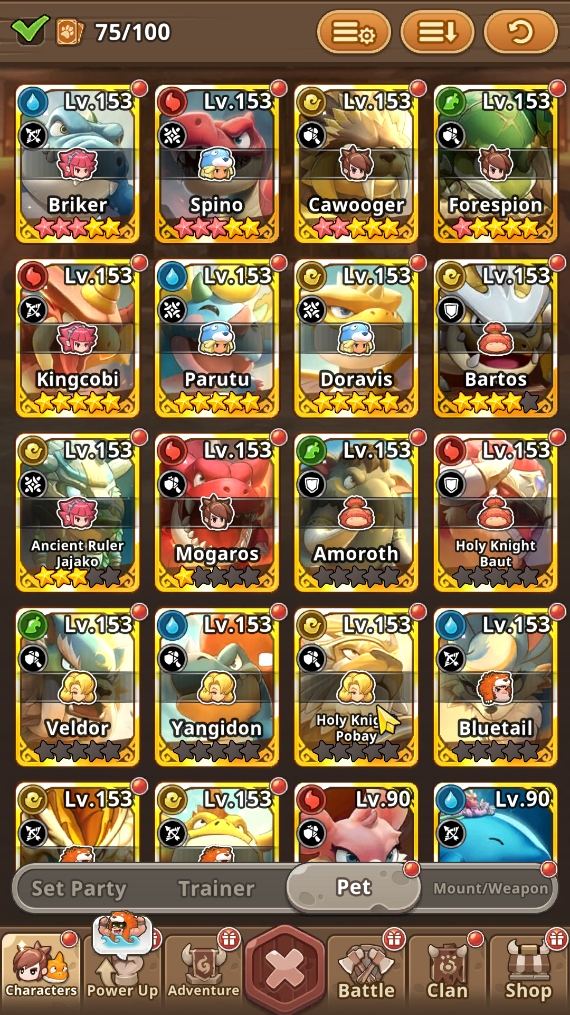 75/100
Lv.153 Lv.153 Lv.153 Lv.153
Briker Spino Cawooger Forespion
Lv.153 Lv.153 Lv.153 Lv.153
Kingcobi Parutu Doravis Bartos
Lv.153 Lv.153 Lv.153 Lv.153
Ancient Ruler
Jajako
Mogaros Amoroth
Holy Knight
Baut
Lv.153 Lv.153 Lv.153 Lv.153
Veldor Yangidon
Holy
Pobay
Bluetail
Lv.153 Lv.153 Lv.90 Lv.90
Set Party Trainer Pet Mount/Weapon
Characters Power Up Adventure Battle Clan Shop